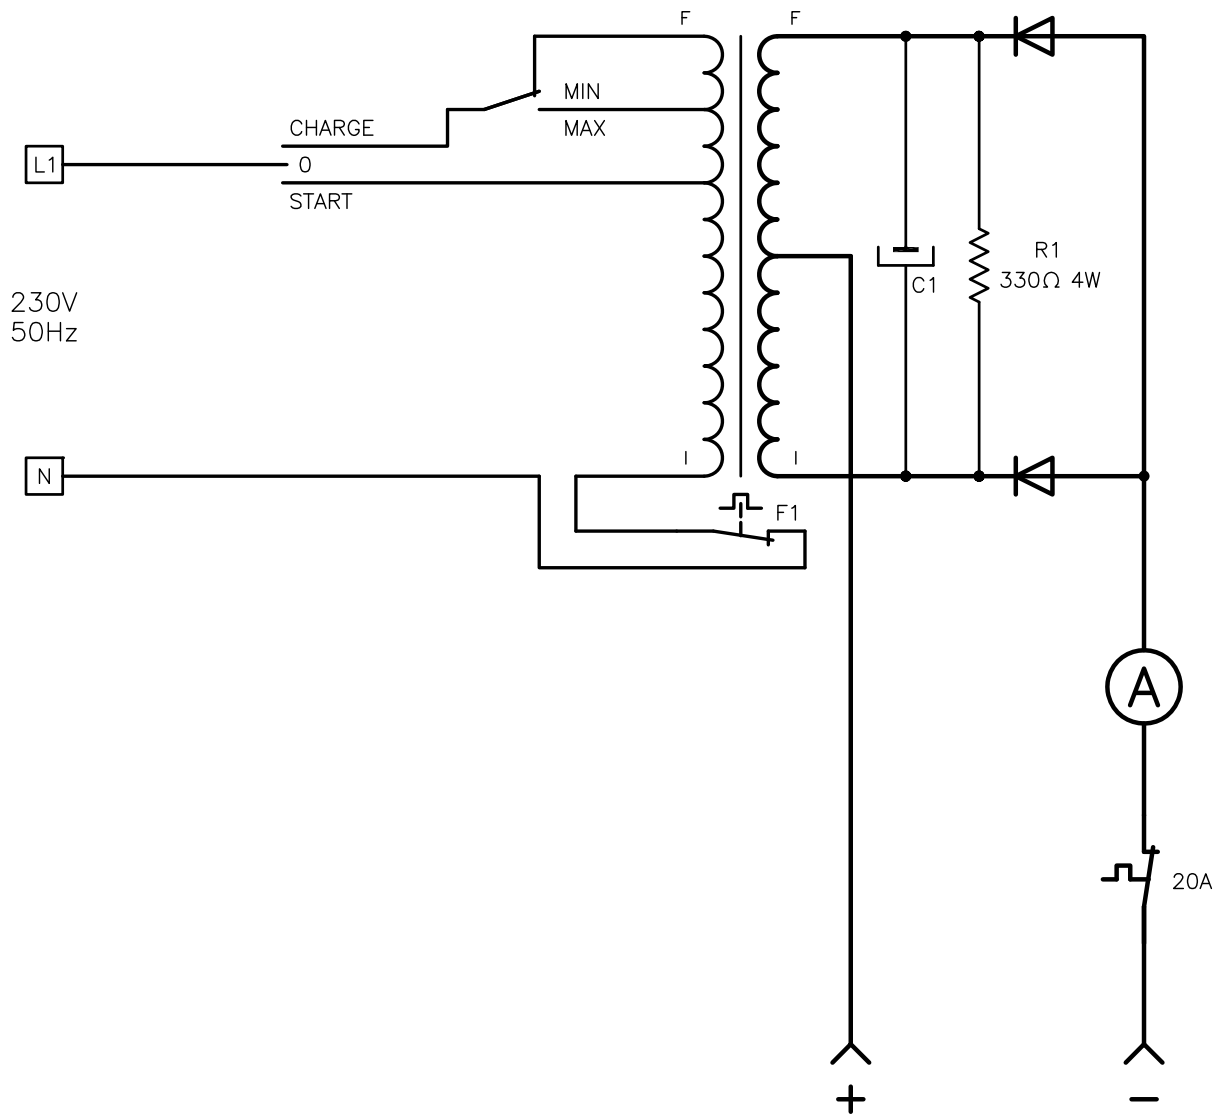 F F
MIN
MAX
CHARGE
L1
0
START
R1
330Ω 4W
C1
230V
50Hz
I I
N
F1
A
20A
+ −